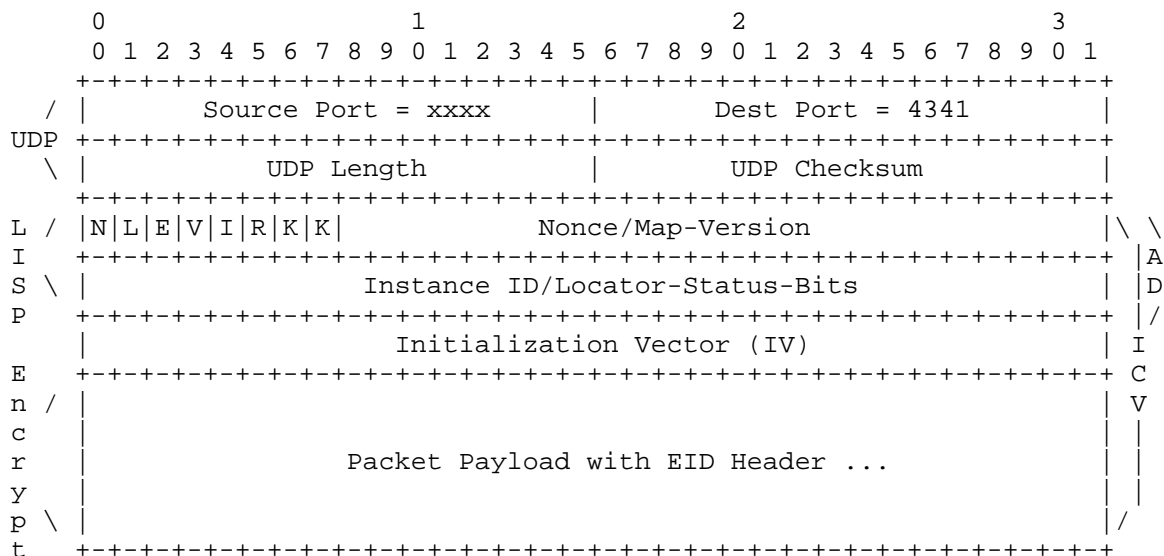 0                   1                   2                   3
       0 1 2 3 4 5 6 7 8 9 0 1 2 3 4 5 6 7 8 9 0 1 2 3 4 5 6 7 8 9 0 1
      +-+-+-+-+-+-+-+-+-+-+-+-+-+-+-+-+-+-+-+-+-+-+-+-+-+-+-+-+-+-+-+-+
    / |       Source Port = xxxx      |       Dest Port = 4341        |
  UDP +-+-+-+-+-+-+-+-+-+-+-+-+-+-+-+-+-+-+-+-+-+-+-+-+-+-+-+-+-+-+-+-+
    \ |           UDP Length          |        UDP Checksum           |
      +-+-+-+-+-+-+-+-+-+-+-+-+-+-+-+-+-+-+-+-+-+-+-+-+-+-+-+-+-+-+-+-+
  L / |N|L|E|V|I|R|K|K|            Nonce/Map-Version                  |\ \
  I   +-+-+-+-+-+-+-+-+-+-+-+-+-+-+-+-+-+-+-+-+-+-+-+-+-+-+-+-+-+-+-+-+ |A
  S \ |                 Instance ID/Locator-Status-Bits               | |D
  P   +-+-+-+-+-+-+-+-+-+-+-+-+-+-+-+-+-+-+-+-+-+-+-+-+-+-+-+-+-+-+-+-+ |/
      |                   Initialization Vector (IV)                  | I
  E   +-+-+-+-+-+-+-+-+-+-+-+-+-+-+-+-+-+-+-+-+-+-+-+-+-+-+-+-+-+-+-+-+ C
  n / |                                                               | V
  c   |                                                               | |
  r   |                Packet Payload with EID Header ...             | |
  y   |                                                               | |
  p \ |                                                               |/
  t   +-+-+-+-+-+-+-+-+-+-+-+-+-+-+-+-+-+-+-+-+-+-+-+-+-+-+-+-+-+-+-+-+